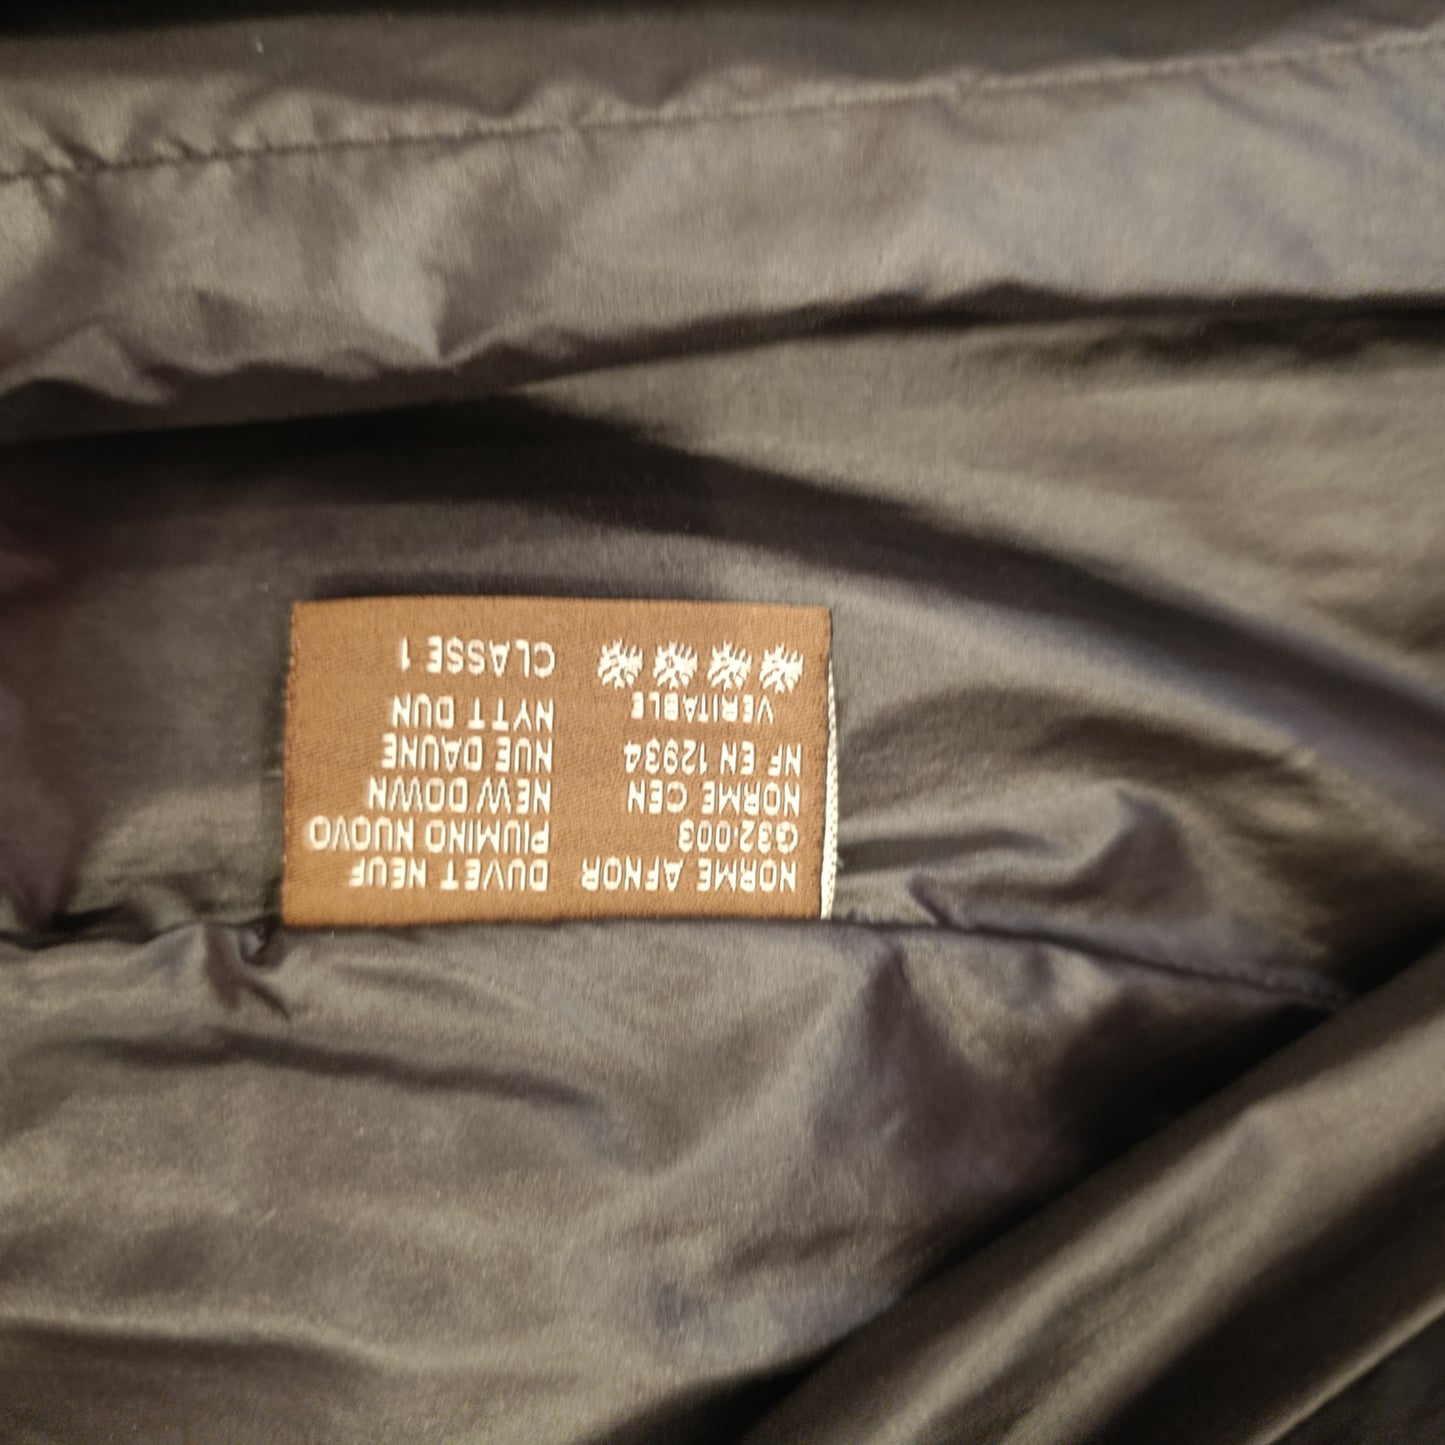 NORME AFNOR
G32-003
NORME CEN
NF EN 12934
VERITABLE
DUVET NEUF
PIUMINO NUOVO
NEW DOWN
NUE DAUNE
NYTT DUN
CLASSE 1